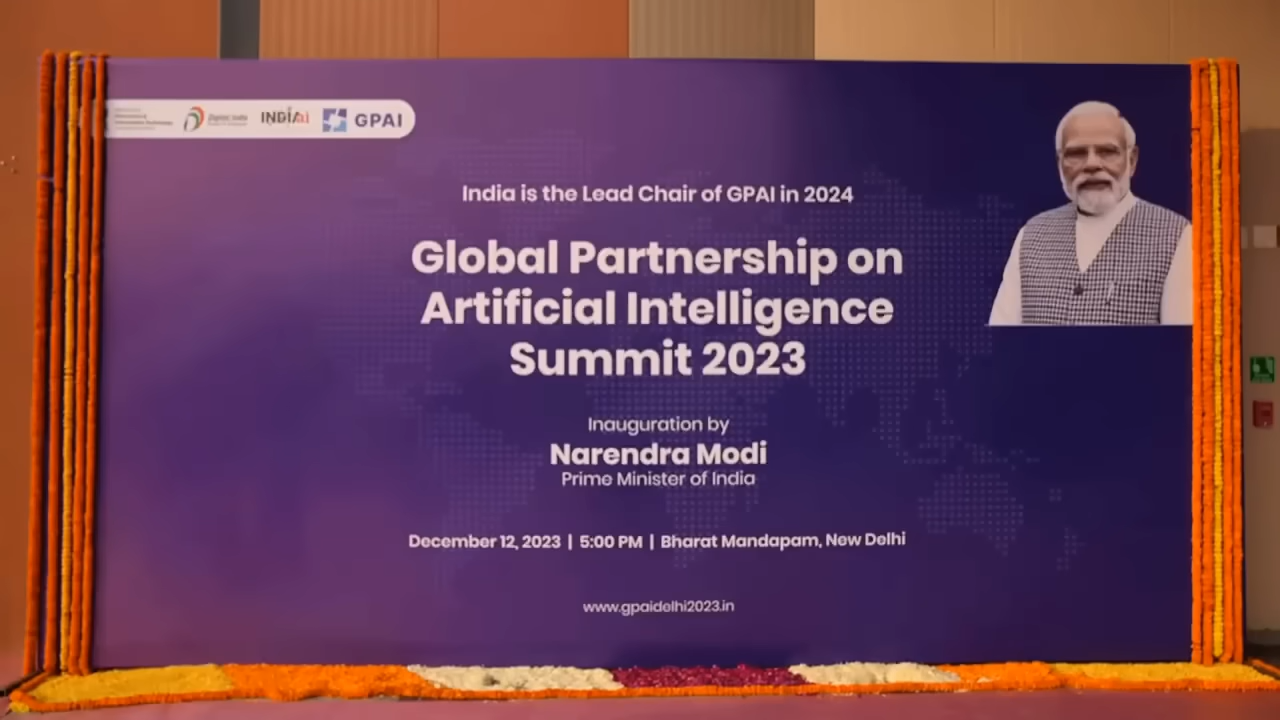 Digital India
INDIAai
GPAI
India is the Lead Chair of GPAI in 2024
Global Partnership on
Artificial Intelligence
Summit 2023
Inauguration by
Narendra Modi
Prime Minister of India
December 12, 2023 | 5:00 PM | Bharat Mandapam, New Delhi
www.gpaidelhi2023.in